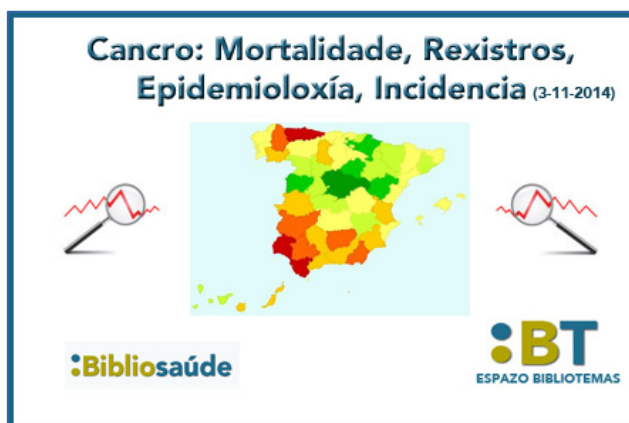 Cancro: Mortalidade, Rexistros,
Epidemioloxía, Incidencia (3-11-2014)
:Bibliosaúde
:BT
ESPAZO BIBLIOTEMAS